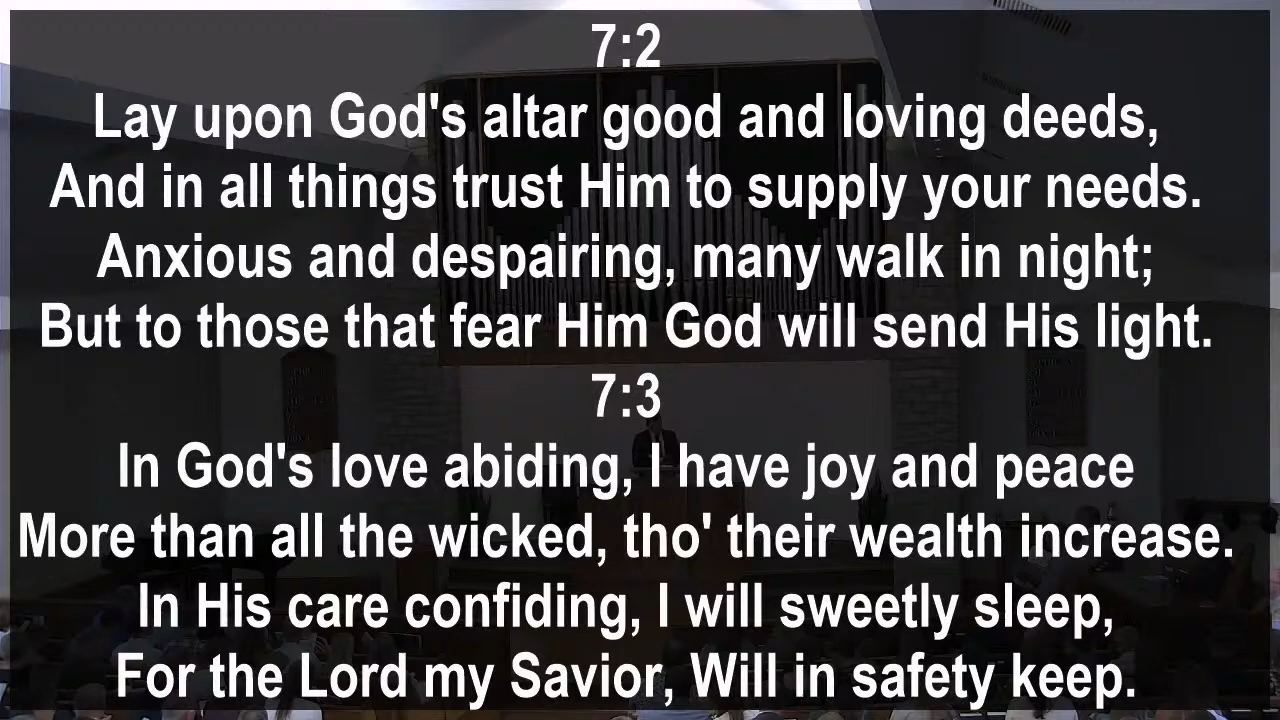 7:2
Lay upon God's altar good and loving deeds,
And in all things trust Him to supply your needs.
Anxious and despairing, many walk in night;
But to those that fear Him God will send His light.
7:3
In God's love abiding, I have joy and peace
More than all the wicked, tho' their wealth increase.
In His care confiding, I will sweetly sleep,
For the Lord my Savior, Will in safety keep.